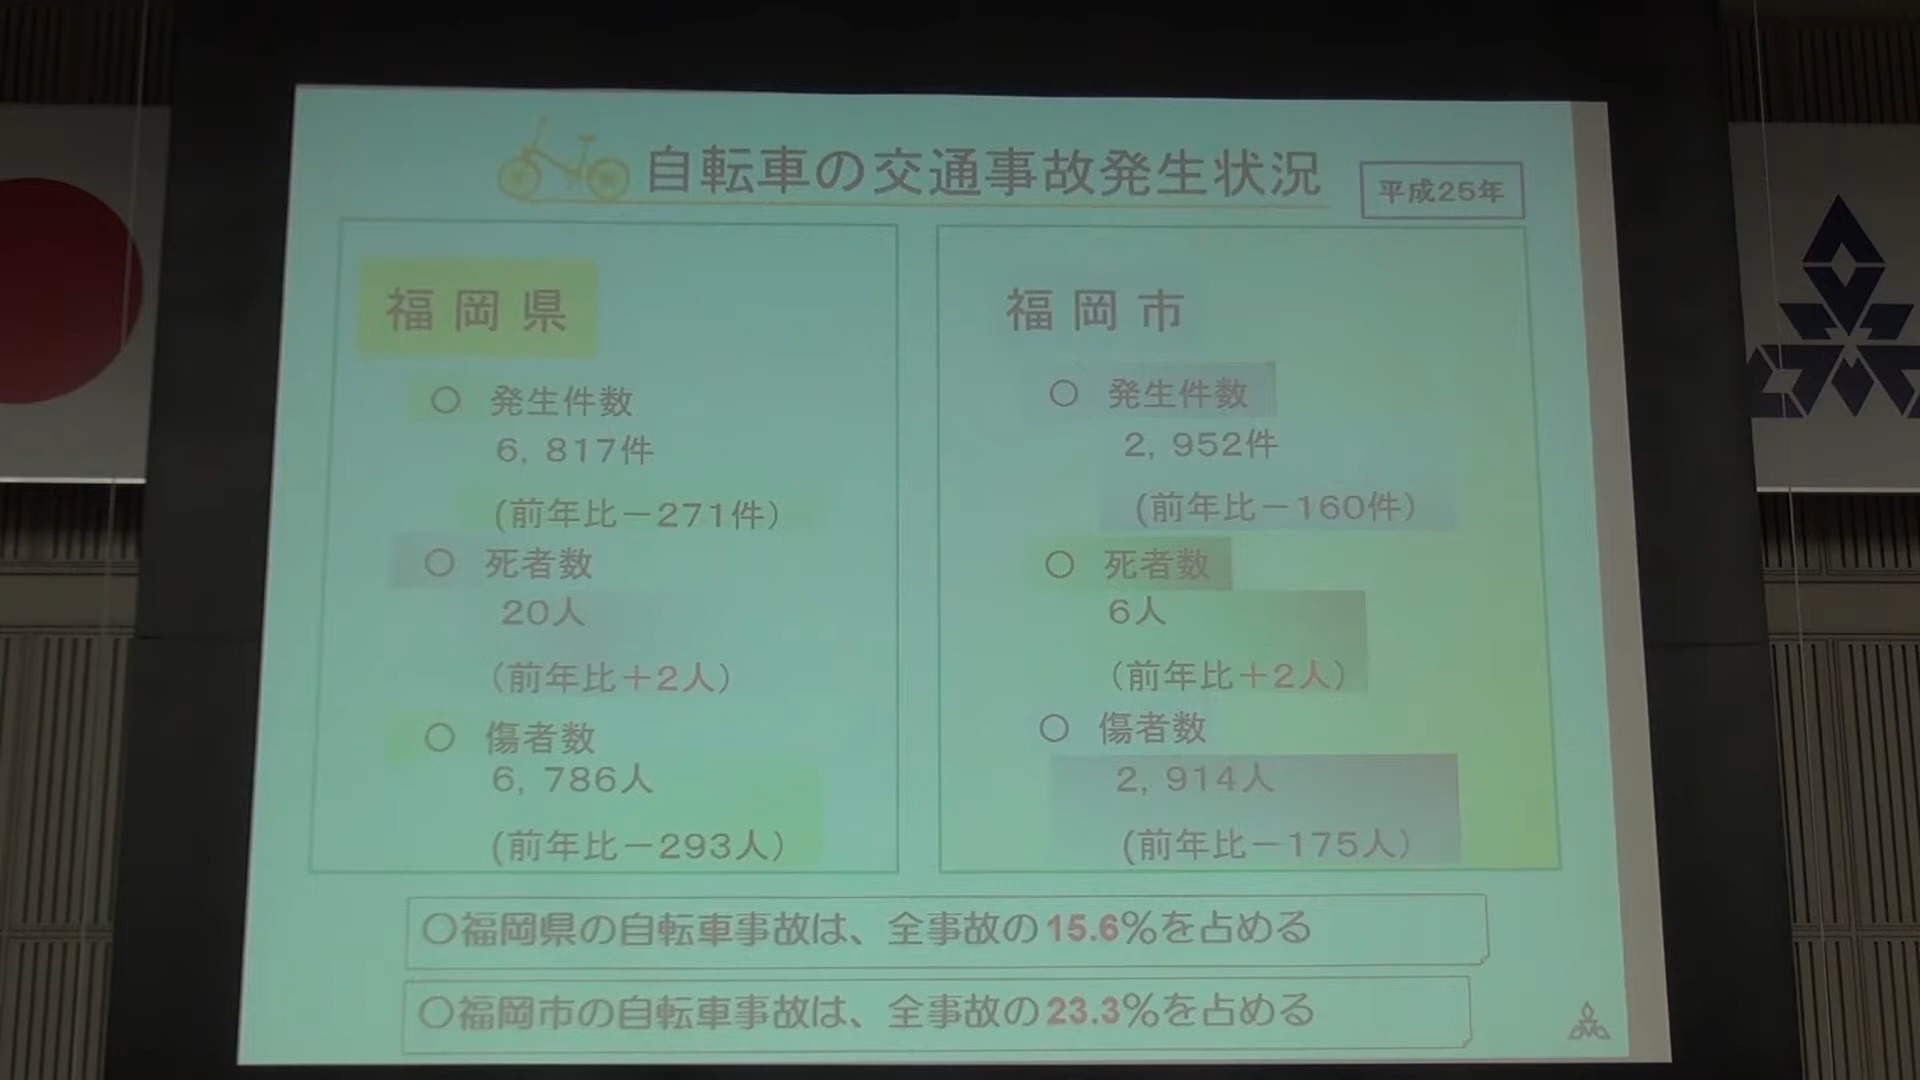 自転車の交通事故発生状況
平成25年
福岡県
○ 発生件数
6, 817件
(前年比－271件)
○ 死者数
20人
(前年比＋2人)
○ 傷者数
6, 786人
(前年比－293人)
福岡市
○ 発生件数
2, 952件
(前年比－160件)
○ 死者数
6人
(前年比＋2人)
○ 傷者数
2, 914人
(前年比－175人)
○福岡県の自転車事故は、全事故の15.6％を占める
○福岡市の自転車事故は、全事故の23.3％を占める